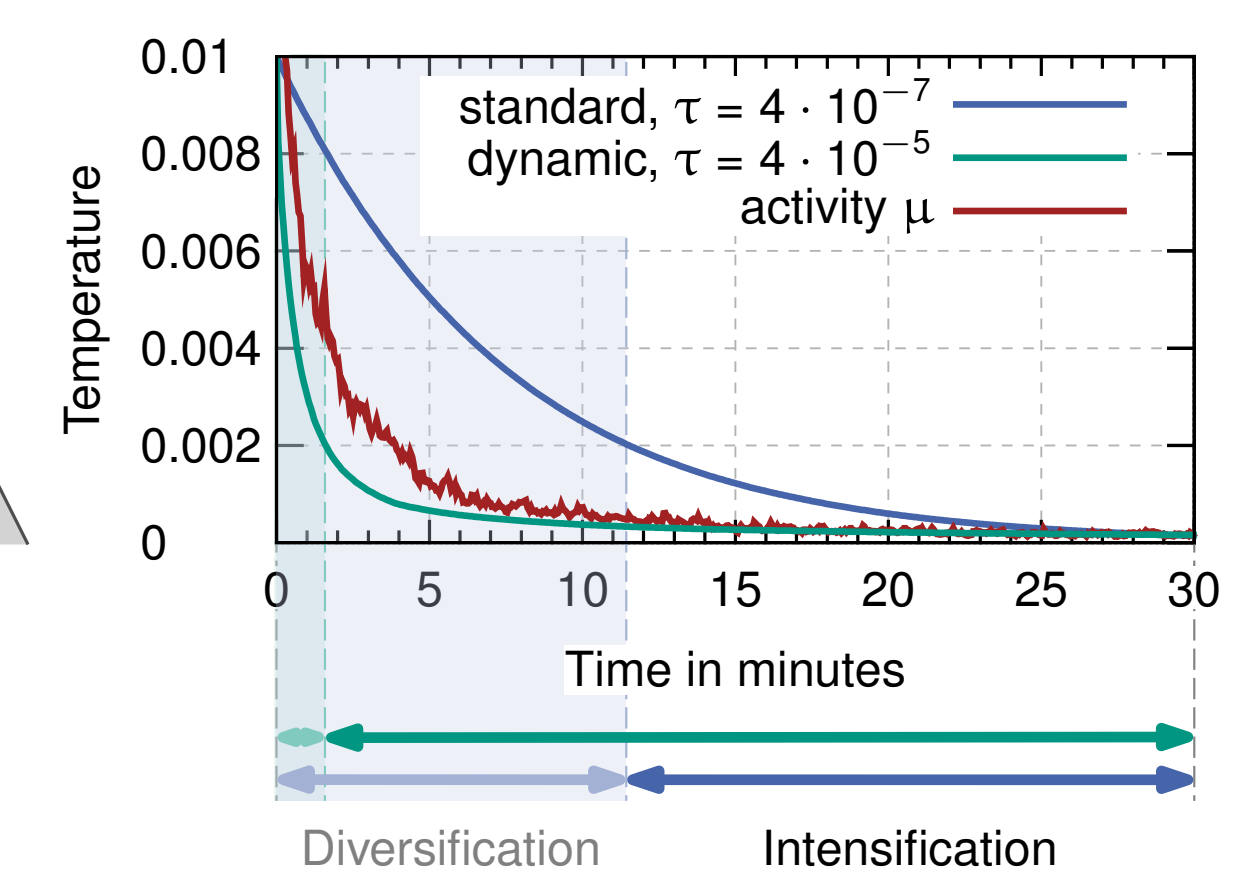 0.01
0.008
0.006
0.004
0.002
0
Temperature
standard, τ = 4 · 10⁻⁷
dynamic, τ = 4 · 10⁻⁵
activity μ
0 5 10 15 20 25 30
Time in minutes
Diversification Intensification